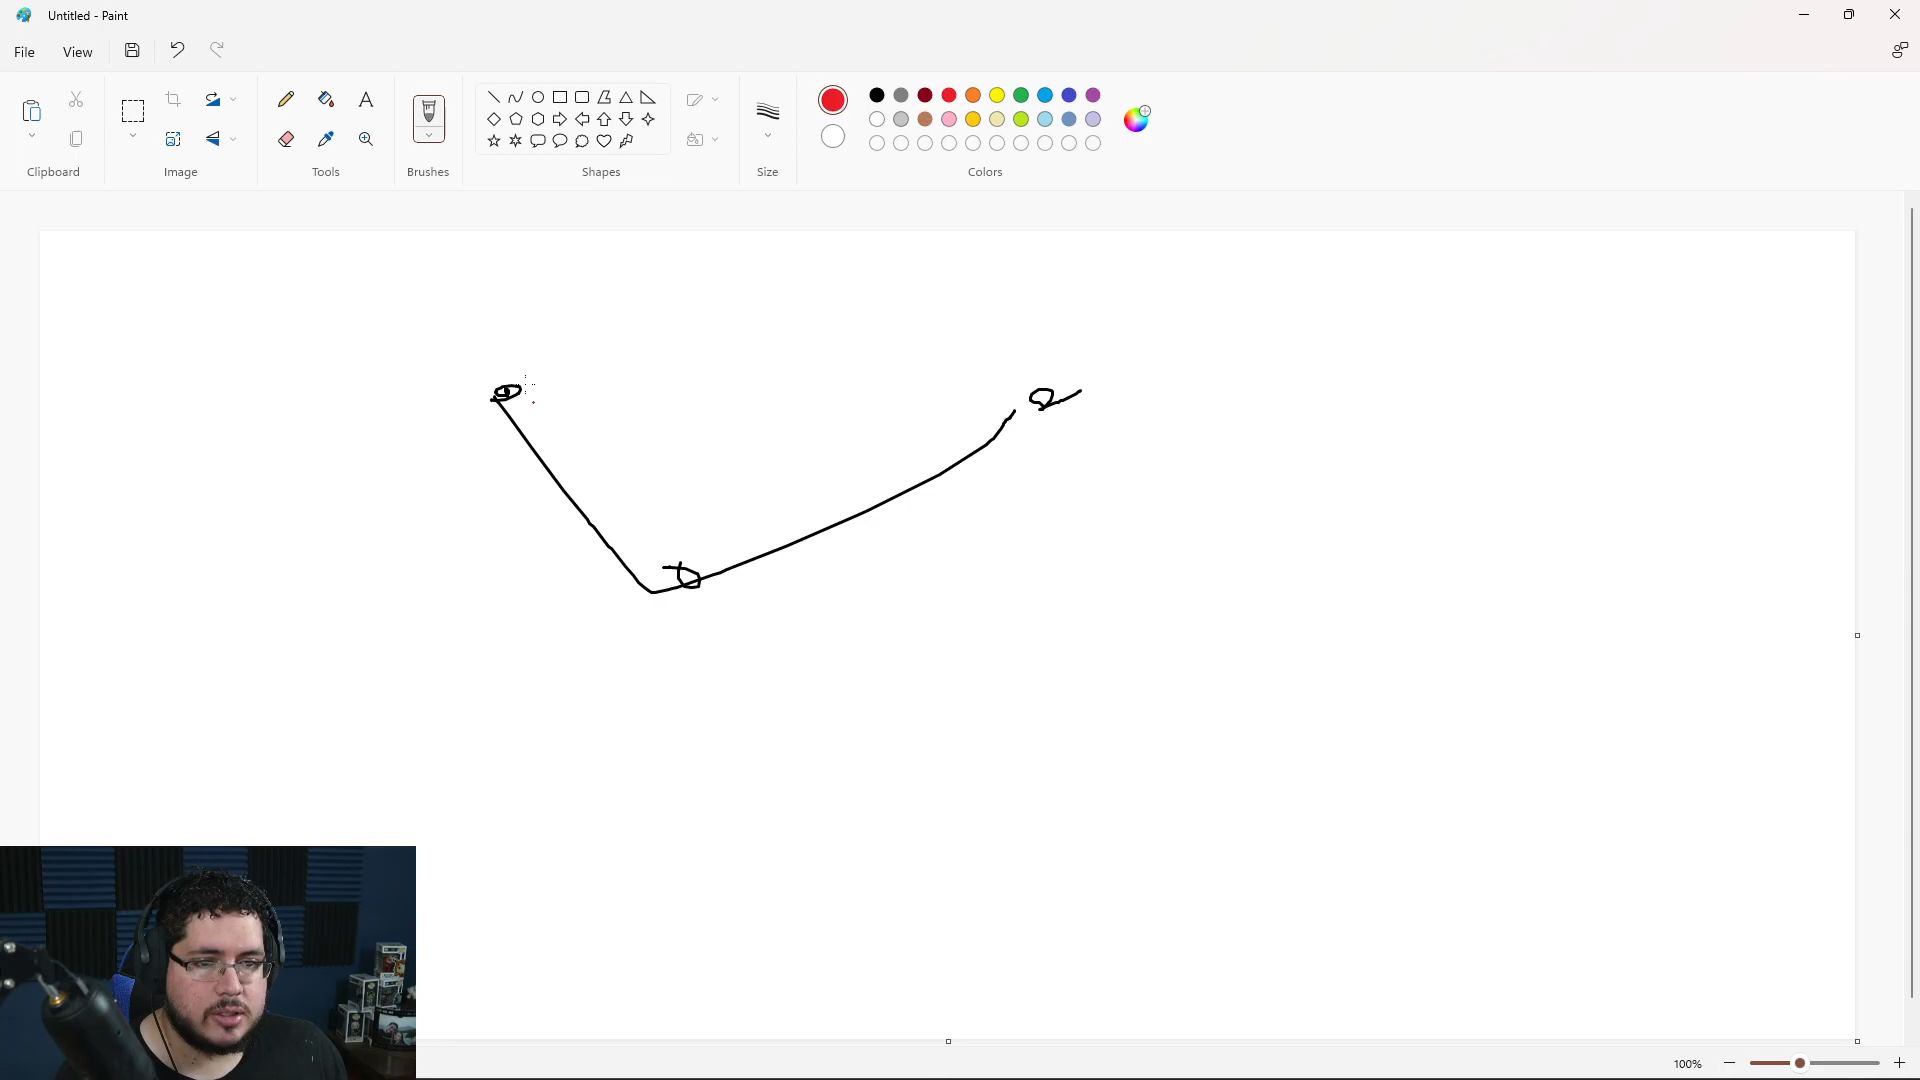 Untitled - Paint
File View
Clipboard Image Tools Brushes Shapes Size Colors
100%